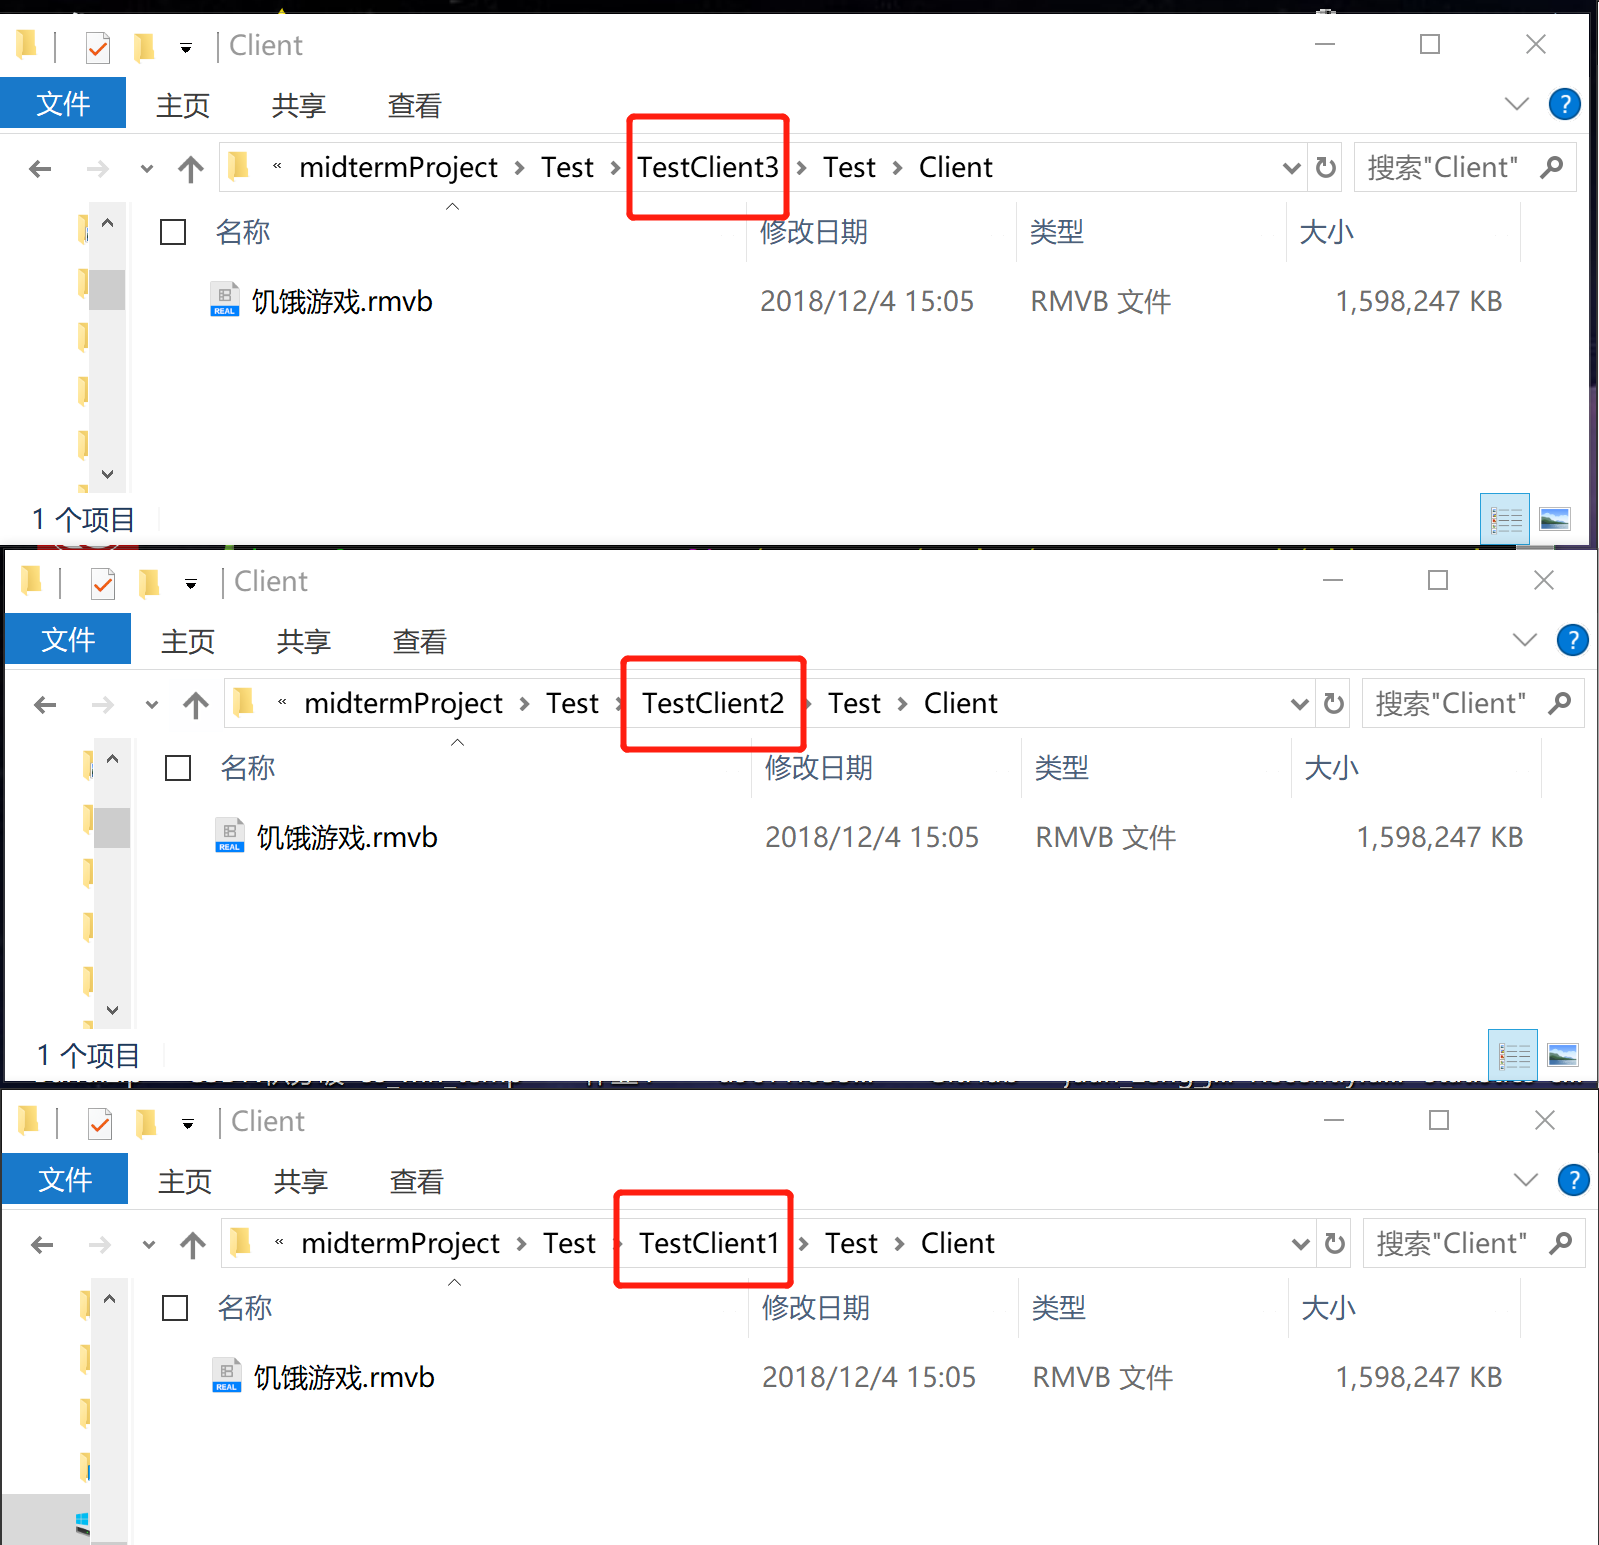 Client
文件 主页 共享 查看 ?
« midtermProject > Test > TestClient3 > Test > Client 搜索"Client"
名称 修改日期 类型 大小
REAL 饥饿游戏.rmvb 2018/12/4 15:05 RMVB 文件 1,598,247 KB
1 个项目
Client
文件 主页 共享 查看 ?
« midtermProject > Test > TestClient2 > Test > Client 搜索"Client"
名称 修改日期 类型 大小
REAL 饥饿游戏.rmvb 2018/12/4 15:05 RMVB 文件 1,598,247 KB
1 个项目
Client
文件 主页 共享 查看 ?
« midtermProject > Test > TestClient1 > Test > Client 搜索"Client"
名称 修改日期 类型 大小
REAL 饥饿游戏.rmvb 2018/12/4 15:05 RMVB 文件 1,598,247 KB